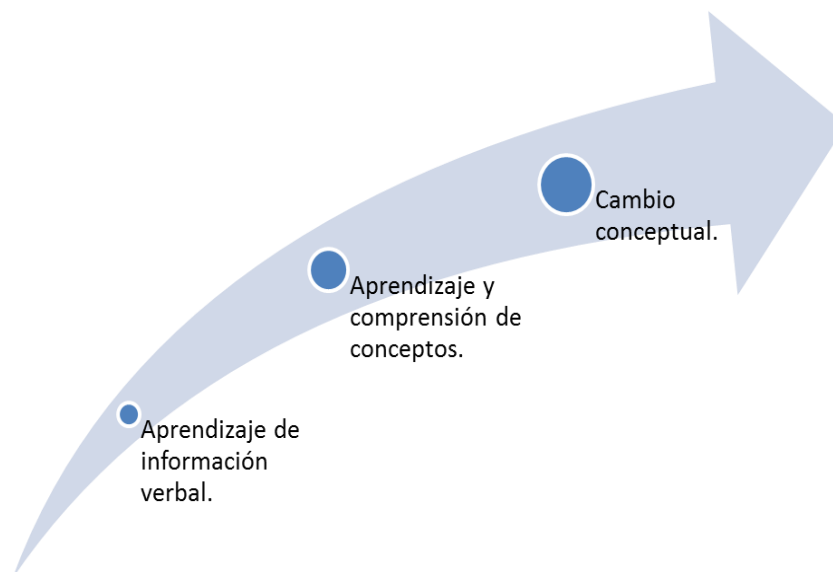 Cambio
conceptual.
Aprendizaje y
comprensión de
conceptos.
Aprendizaje de
información
verbal.